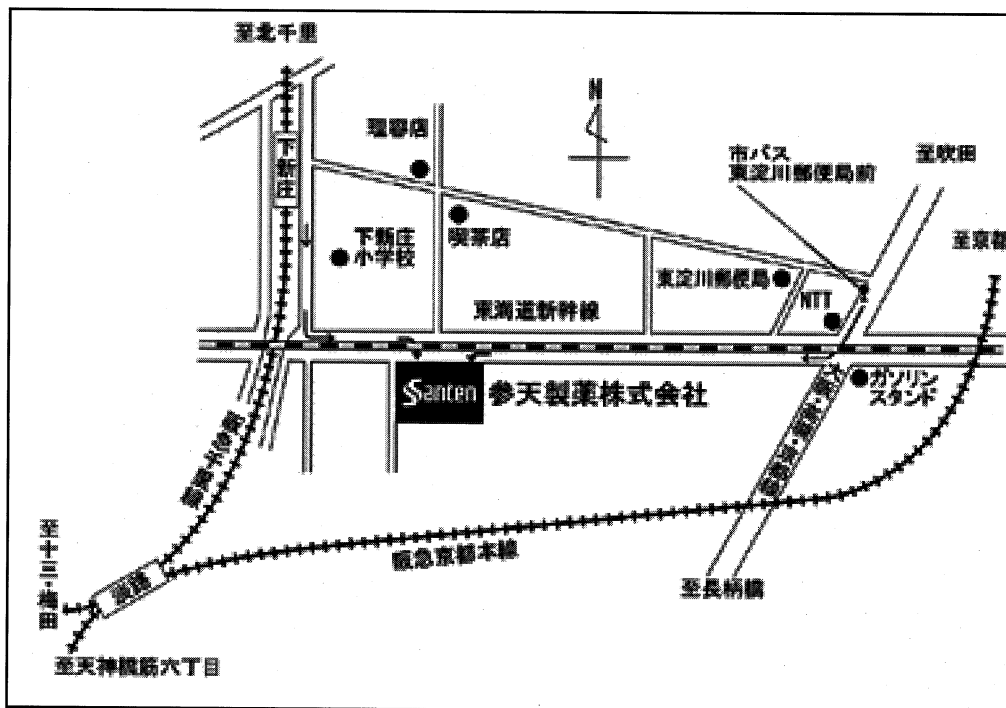 至北千里
N
理容店
下新庄
市バス
東淀川郵便局前
至吹田
至京都
下新庄
小学校
喫茶店
東淀川郵便局
NTT
東海道新幹線
Santen
参天製薬株式会社
ガソリン
スタンド
阪急千里線
阪急京都本線
淡路
至十三・梅田
至長柄橋
至天神橋筋六丁目